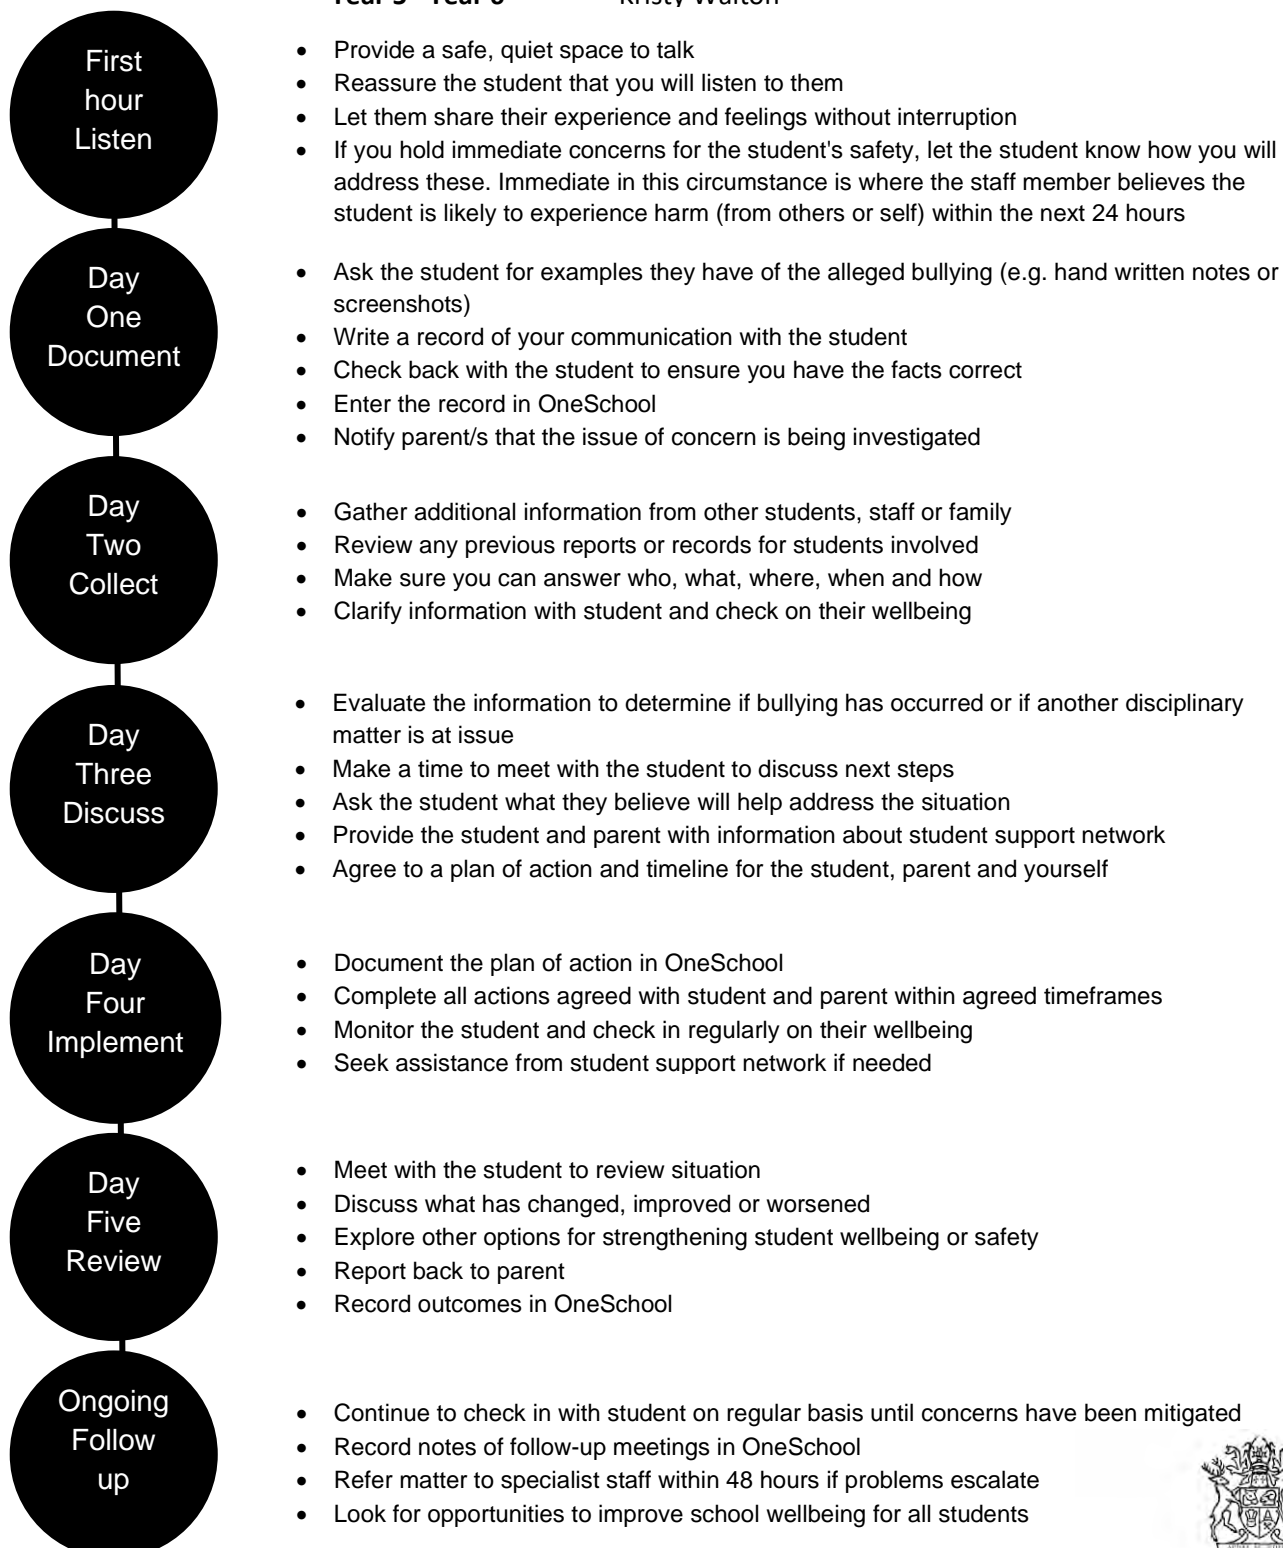 First
hour
Listen
• Provide a safe, quiet space to talk
• Reassure the student that you will listen to them
• Let them share their experience and feelings without interruption
• If you hold immediate concerns for the student's safety, let the student know how you will
address these. Immediate in this circumstance is where the staff member believes the
student is likely to experience harm (from others or self) within the next 24 hours
Day
One
Document
• Ask the student for examples they have of the alleged bullying (e.g. hand written notes or
screenshots)
• Write a record of your communication with the student
• Check back with the student to ensure you have the facts correct
• Enter the record in OneSchool
• Notify parent/s that the issue of concern is being investigated
Day
Two
Collect
• Gather additional information from other students, staff or family
• Review any previous reports or records for students involved
• Make sure you can answer who, what, where, when and how
• Clarify information with student and check on their wellbeing
Day
Three
Discuss
• Evaluate the information to determine if bullying has occurred or if another disciplinary
matter is at issue
• Make a time to meet with the student to discuss next steps
• Ask the student what they believe will help address the situation
• Provide the student and parent with information about student support network
• Agree to a plan of action and timeline for the student, parent and yourself
Day
Four
Implement
• Document the plan of action in OneSchool
• Complete all actions agreed with student and parent within agreed timeframes
• Monitor the student and check in regularly on their wellbeing
• Seek assistance from student support network if needed
Day
Five
Review
• Meet with the student to review situation
• Discuss what has changed, improved or worsened
• Explore other options for strengthening student wellbeing or safety
• Report back to parent
• Record outcomes in OneSchool
Ongoing
Follow
up
• Continue to check in with student on regular basis until concerns have been mitigated
• Record notes of follow-up meetings in OneSchool
• Refer matter to specialist staff within 48 hours if problems escalate
• Look for opportunities to improve school wellbeing for all students